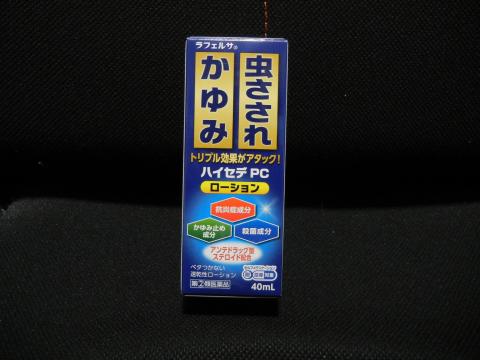 ラフェルサ®
虫さされ
かゆみ
トリプル効果がアタック!
ハイセデ PC
ローション
抗炎症成分
かゆみ止め
成分
殺菌成分
アンテドラッグ型
ステロイド配合
ベタつかない
速乾性ローション
第②類医薬品
40mL